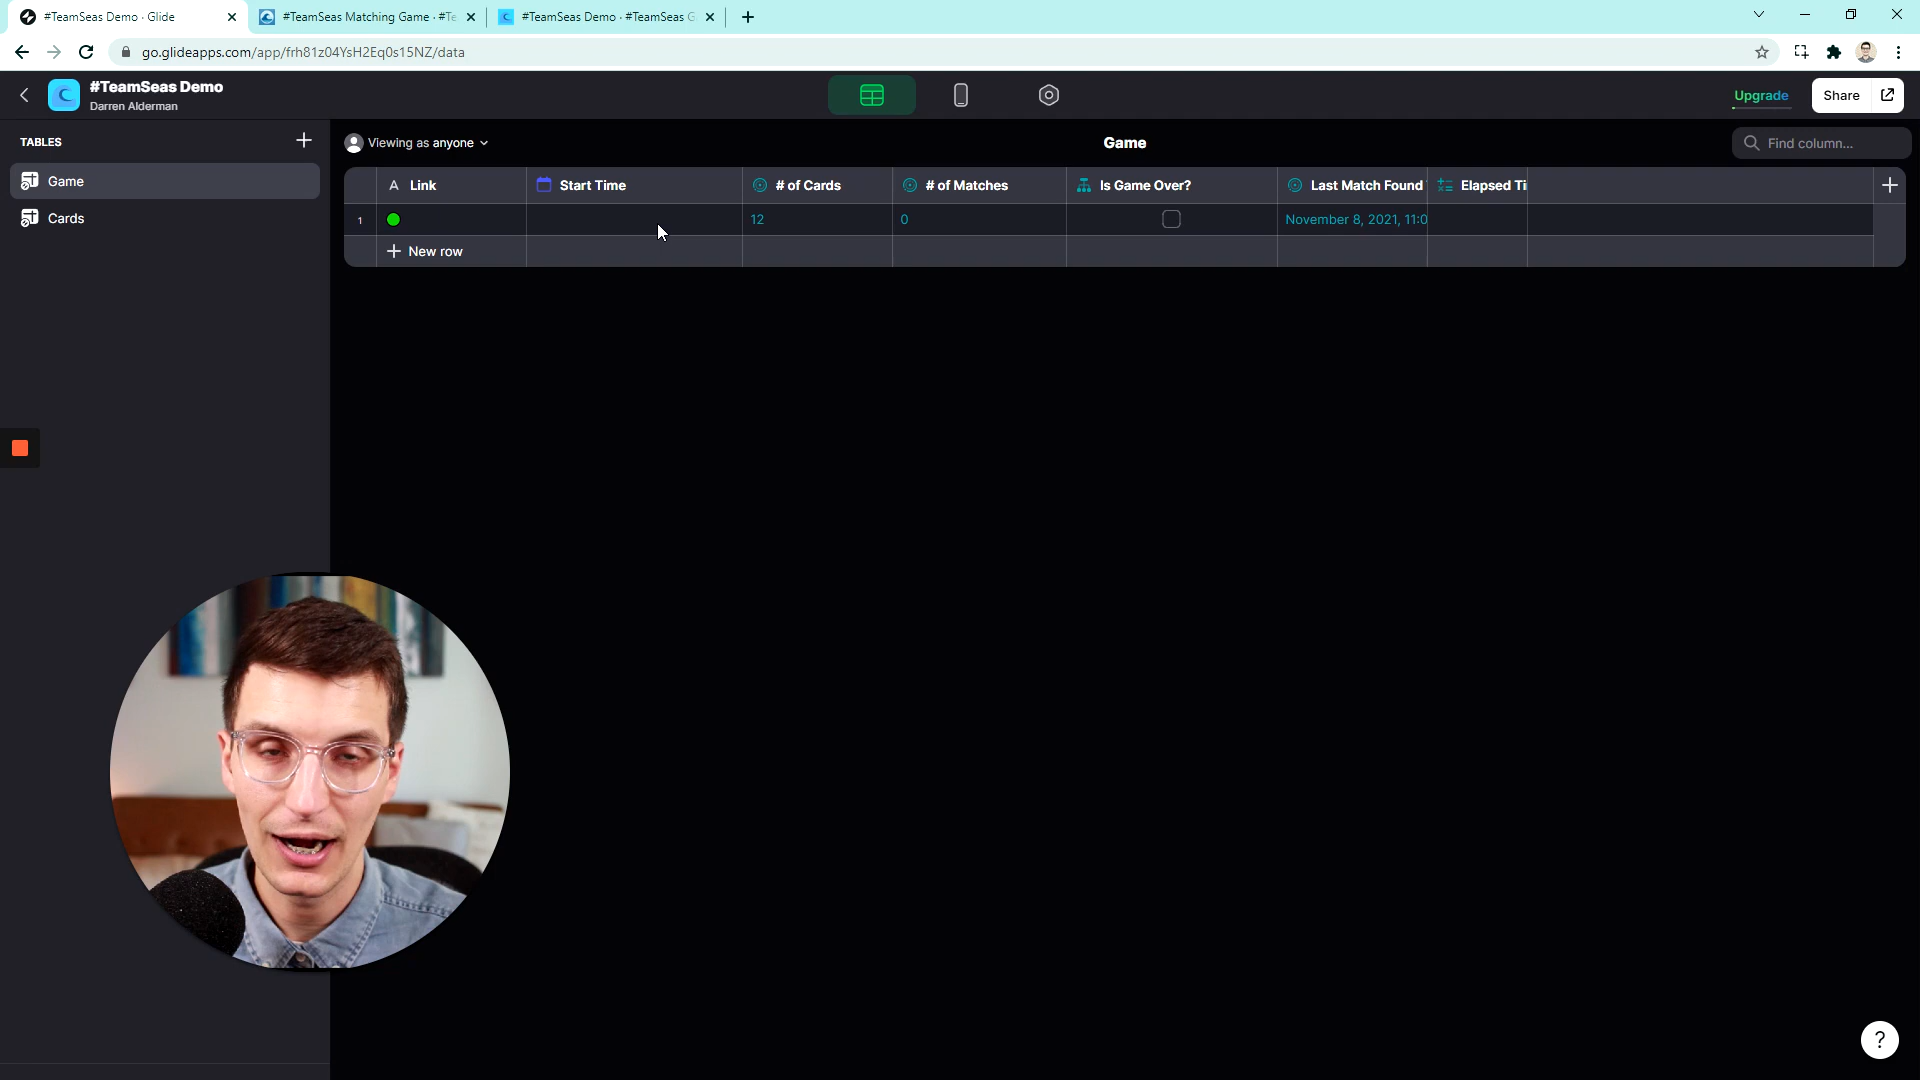 #TeamSeas Demo · Glide
#TeamSeas Matching Game · #Te
#TeamSeas Demo · #TeamSeas G
go.glideapps.com/app/frh81z04YsH2Eq0s15NZ/data
#TeamSeas Demo
Darren Alderman
Upgrade
Share
TABLES
Viewing as anyone
Game
Find column...
Game
Cards
Link
Start Time
# of Cards
# of Matches
Is Game Over?
Last Match Found
Elapsed Ti
1
12
0
November 8, 2021, 11:0
New row
?